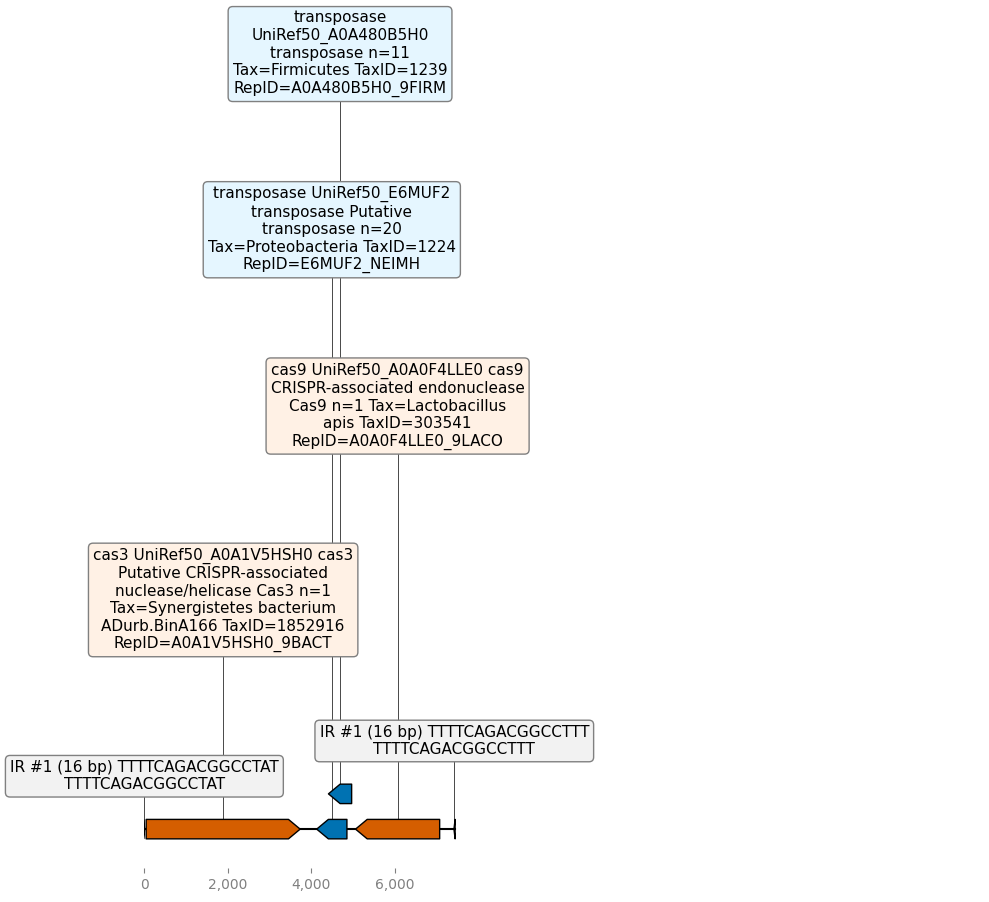 transposase
UniRef50_A0A480B5H0
transposase n=11
Tax=Firmicutes TaxID=1239
RepID=A0A480B5H0_9FIRM
transposase UniRef50_E6MUF2
transposase Putative
transposase n=20
Tax=Proteobacteria TaxID=1224
RepID=E6MUF2_NEIMH
cas9 UniRef50_A0A0F4LLE0 cas9
CRISPR-associated endonuclease
Cas9 n=1 Tax=Lactobacillus
apis TaxID=303541
RepID=A0A0F4LLE0_9LACO
cas3 UniRef50_A0A1V5HSH0 cas3
Putative CRISPR-associated
nuclease/helicase Cas3 n=1
Tax=Synergistetes bacterium
ADurb.BinA166 TaxID=1852916
RepID=A0A1V5HSH0_9BACT
IR #1 (16 bp) TTTTCAGACGGCCTTT
TTTTCAGACGGCCTTT
IR #1 (16 bp) TTTTCAGACGGCCTAT
TTTTCAGACGGCCTAT
0
2,000
4,000
6,000